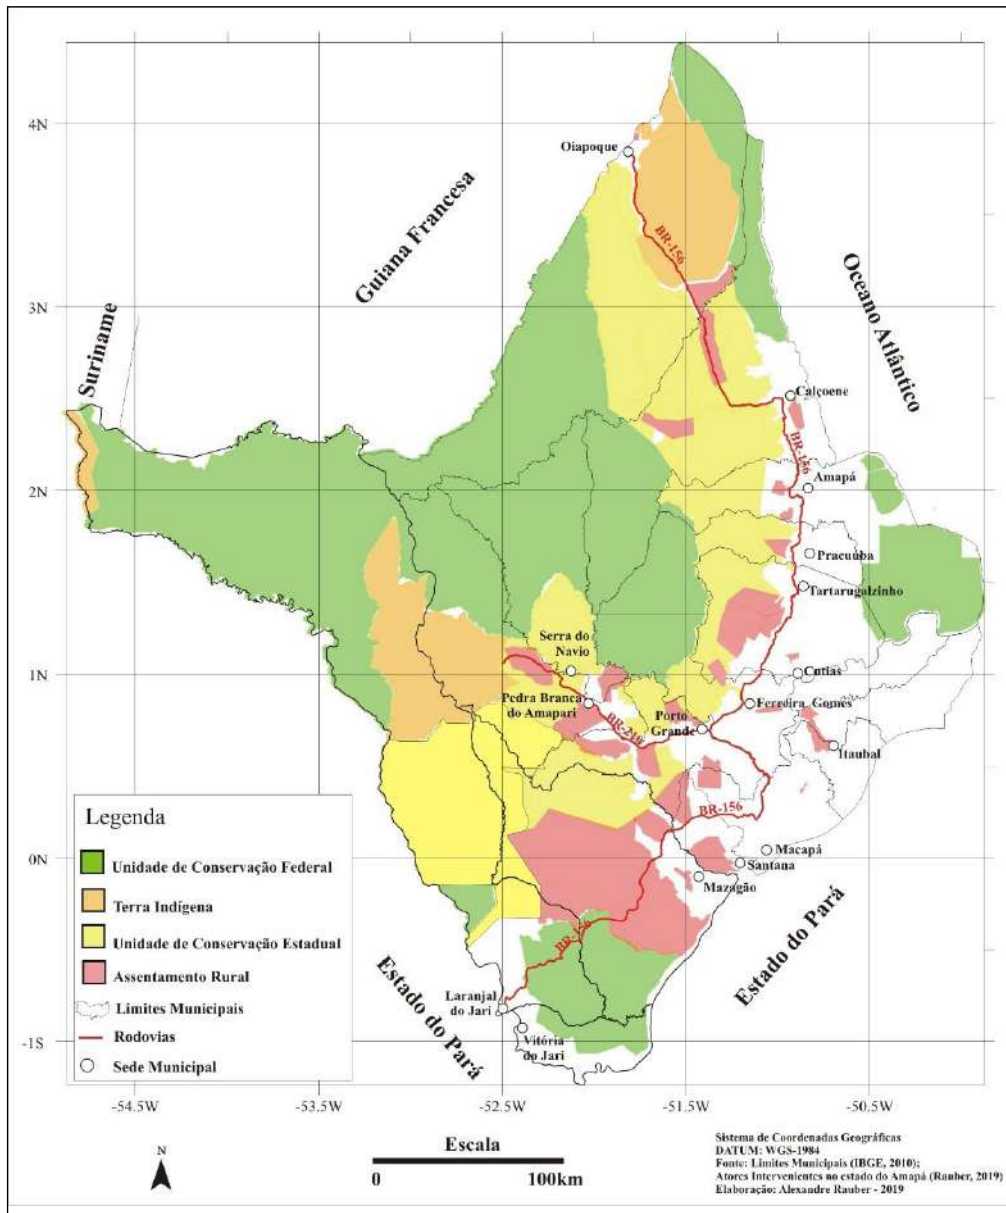 4N
3N
2N
1N
0N
-1S
Oiapoque
Guiana Francesa
BR-156
Suriname
Oceano Atlântico
Calçoene
BR-156
Amapá
Pracuúba
Tartarugalzinho
Serra do
Navio
Cutias
Pedra Branca
do Amapari
BR-210
Porto
Grande
Ferreira Gomes
Itaubal
BR-156
Macapá
Santana
Mazagão
Estado do Pará
BR-156
Estado do Pará
Laranjal
do Jari
Vitória
do Jari
Legenda
Unidade de Conservação Federal
Terra Indígena
Unidade de Conservação Estadual
Assentamento Rural
Limites Municipais
Rodovias
Sede Municipal
-54.5W
-53.5W
-52.5W
-51.5W
-50.5W
N
Escala
0
100km
Sistema de Coordenadas Geográficas
DATUM: WGS-1984
Fonte: Limites Municipais (IBGE, 2010);
Atores Intervenientes no estado do Amapá (Rauber, 2019)
Elaboração: Alexandre Rauber - 2019